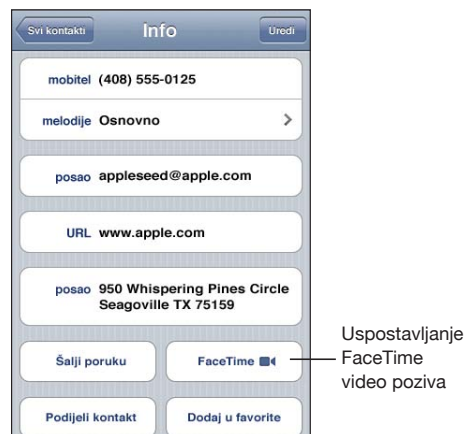 Svi kontakti Info Uredi
mobitel (408) 555-0125
melodije Osnovno
posao appleseed@apple.com
URL www.apple.com
posao 950 Whispering Pines Circle
Seagoville TX 75159
Šalji poruku FaceTime
Podijeli kontakt Dodaj u favorite
Uspostavljanje
FaceTime
video poziva